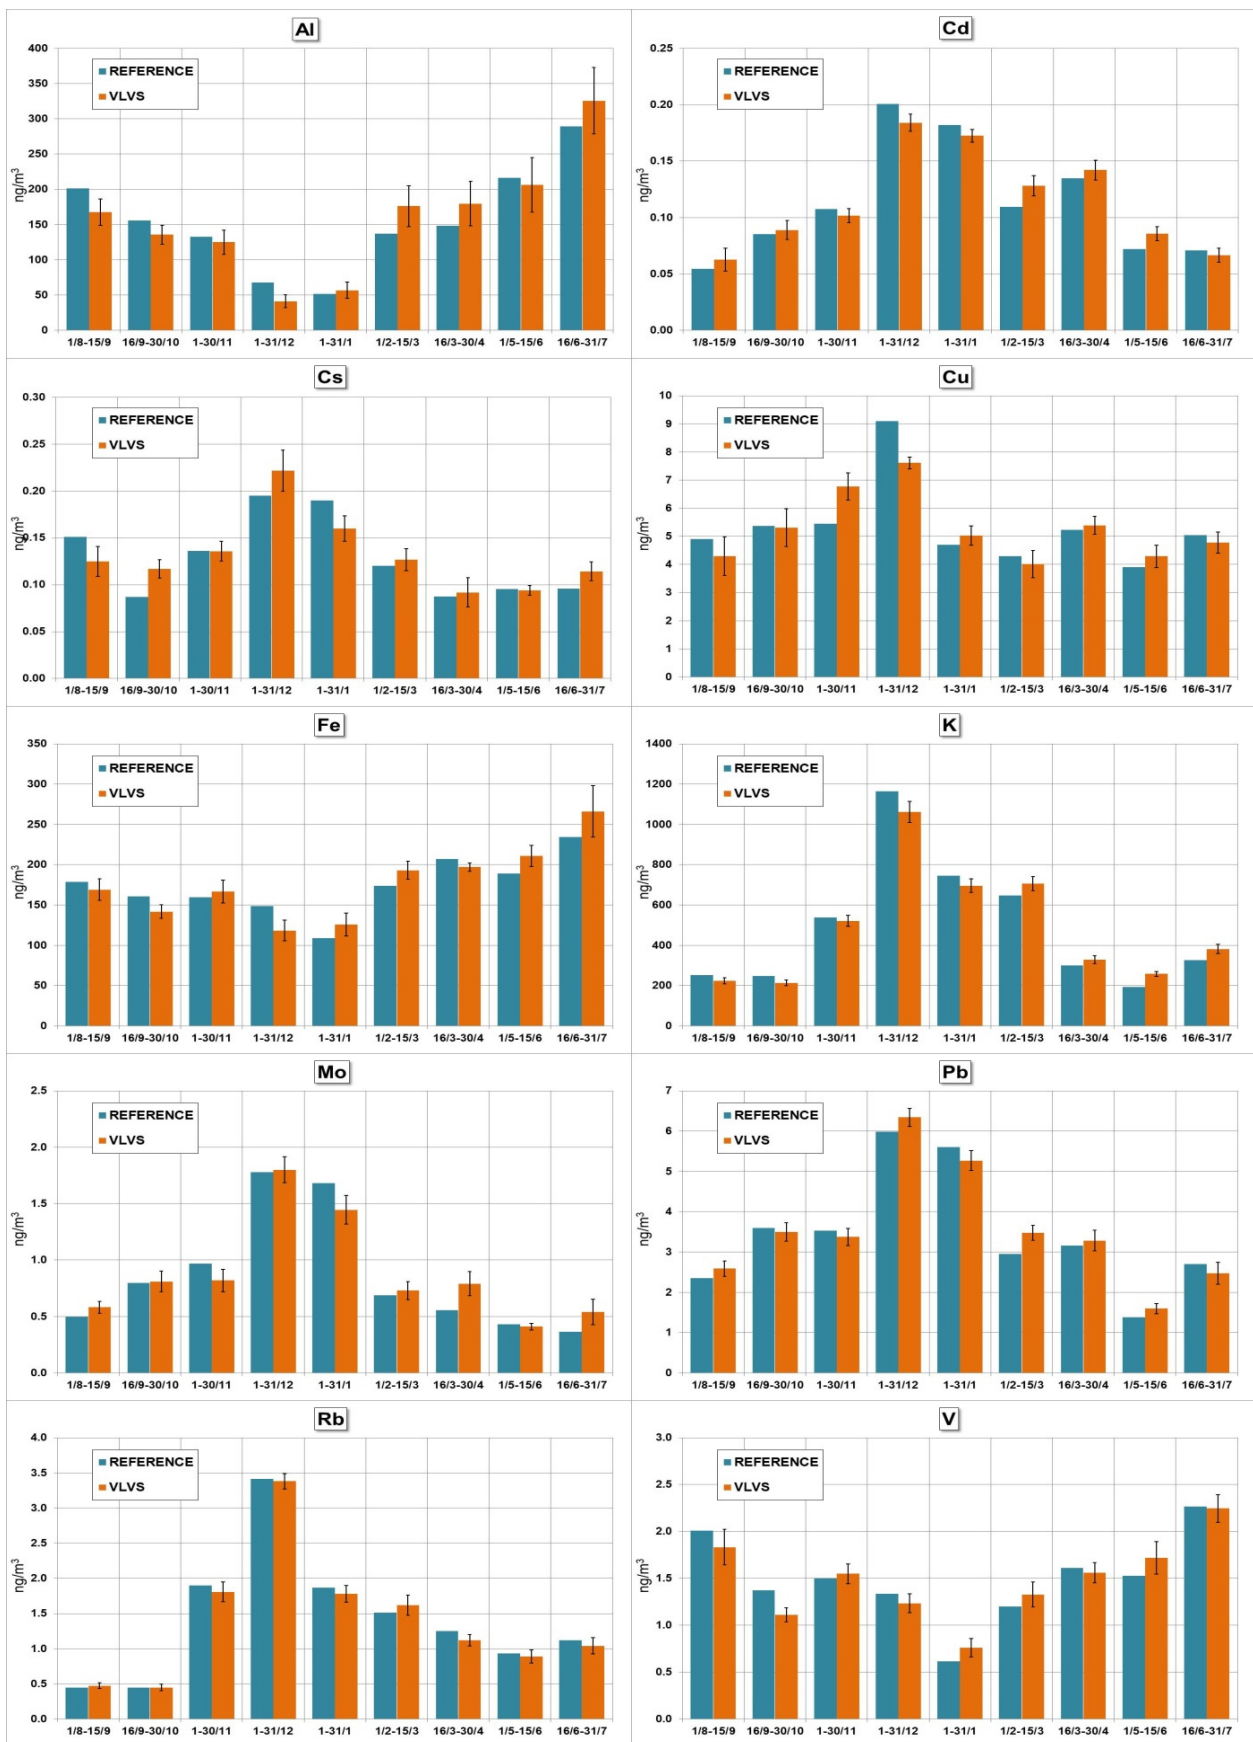 Al
400
350
300
250
200
150
100
50
0
ng/m³
REFERENCE
VLVS
1/8-15/9 16/9-30/10 1-30/11 1-31/12 1-31/1 1/2-15/3 16/3-30/4 1/5-15/6 16/6-31/7
Cd
0.25
0.20
0.15
0.10
0.05
0.00
ng/m³
REFERENCE
VLVS
1/8-15/9 16/9-30/10 1-30/11 1-31/12 1-31/1 1/2-15/3 16/3-30/4 1/5-15/6 16/6-31/7
Cs
0.30
0.25
0.20
0.15
0.10
0.05
0.00
ng/m³
REFERENCE
VLVS
1/8-15/9 16/9-30/10 1-30/11 1-31/12 1-31/1 1/2-15/3 16/3-30/4 1/5-15/6 16/6-31/7
Cu
10
9
8
7
6
5
4
3
2
1
0
ng/m³
REFERENCE
VLVS
1/8-15/9 16/9-30/10 1-30/11 1-31/12 1-31/1 1/2-15/3 16/3-30/4 1/5-15/6 16/6-31/7
Fe
350
300
250
200
150
100
50
0
ng/m³
REFERENCE
VLVS
1/8-15/9 16/9-30/10 1-30/11 1-31/12 1-31/1 1/2-15/3 16/3-30/4 1/5-15/6 16/6-31/7
K
1400
1200
1000
800
600
400
200
0
ng/m³
REFERENCE
VLVS
1/8-15/9 16/9-30/10 1-30/11 1-31/12 1-31/1 1/2-15/3 16/3-30/4 1/5-15/6 16/6-31/7
Mo
2.5
2.0
1.5
1.0
0.5
0.0
ng/m³
REFERENCE
VLVS
1/8-15/9 16/9-30/10 1-30/11 1-31/12 1-31/1 1/2-15/3 16/3-30/4 1/5-15/6 16/6-31/7
Pb
7
6
5
4
3
2
1
0
ng/m³
REFERENCE
VLVS
1/8-15/9 16/9-30/10 1-30/11 1-31/12 1-31/1 1/2-15/3 16/3-30/4 1/5-15/6 16/6-31/7
Rb
4.0
3.5
3.0
2.5
2.0
1.5
1.0
0.5
0.0
ng/m³
REFERENCE
VLVS
1/8-15/9 16/9-30/10 1-30/11 1-31/12 1-31/1 1/2-15/3 16/3-30/4 1/5-15/6 16/6-31/7
V
3.0
2.5
2.0
1.5
1.0
0.5
0.0
ng/m³
REFERENCE
VLVS
1/8-15/9 16/9-30/10 1-30/11 1-31/12 1-31/1 1/2-15/3 16/3-30/4 1/5-15/6 16/6-31/7